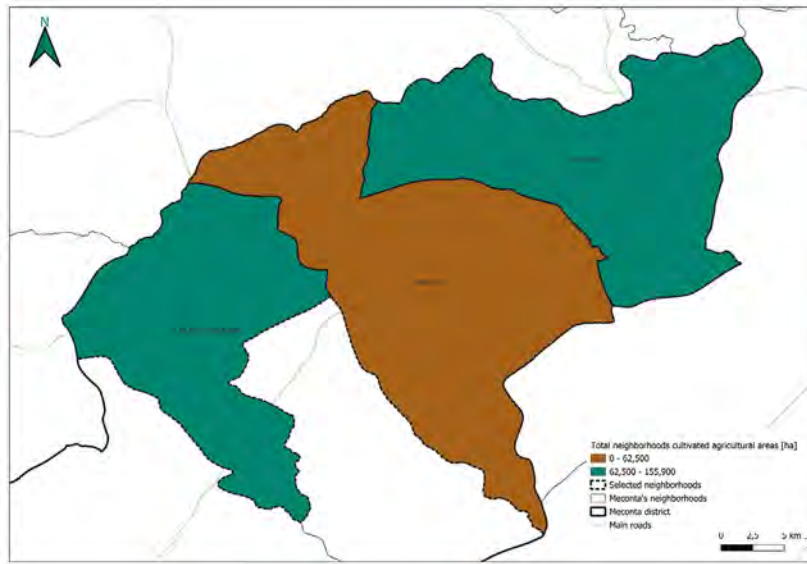 N
Total neighborhoods cultivated agricultural areas [ha]
0 - 62,500
62,500 - 155,900
Selected neighborhoods
Meconta's neighborhoods
Meconta district
Main roads
0 2,5 5 km